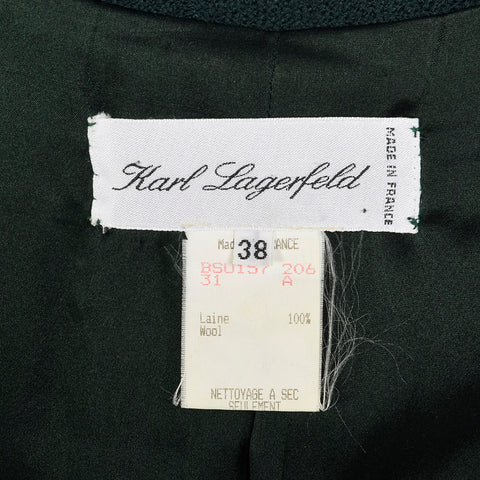 Karl Lagerfeld
MADE IN FRANCE
38
BS0157 206
31 A
Laine 100%
Wool
NETTOYAGE A SEC
SEULEMENT